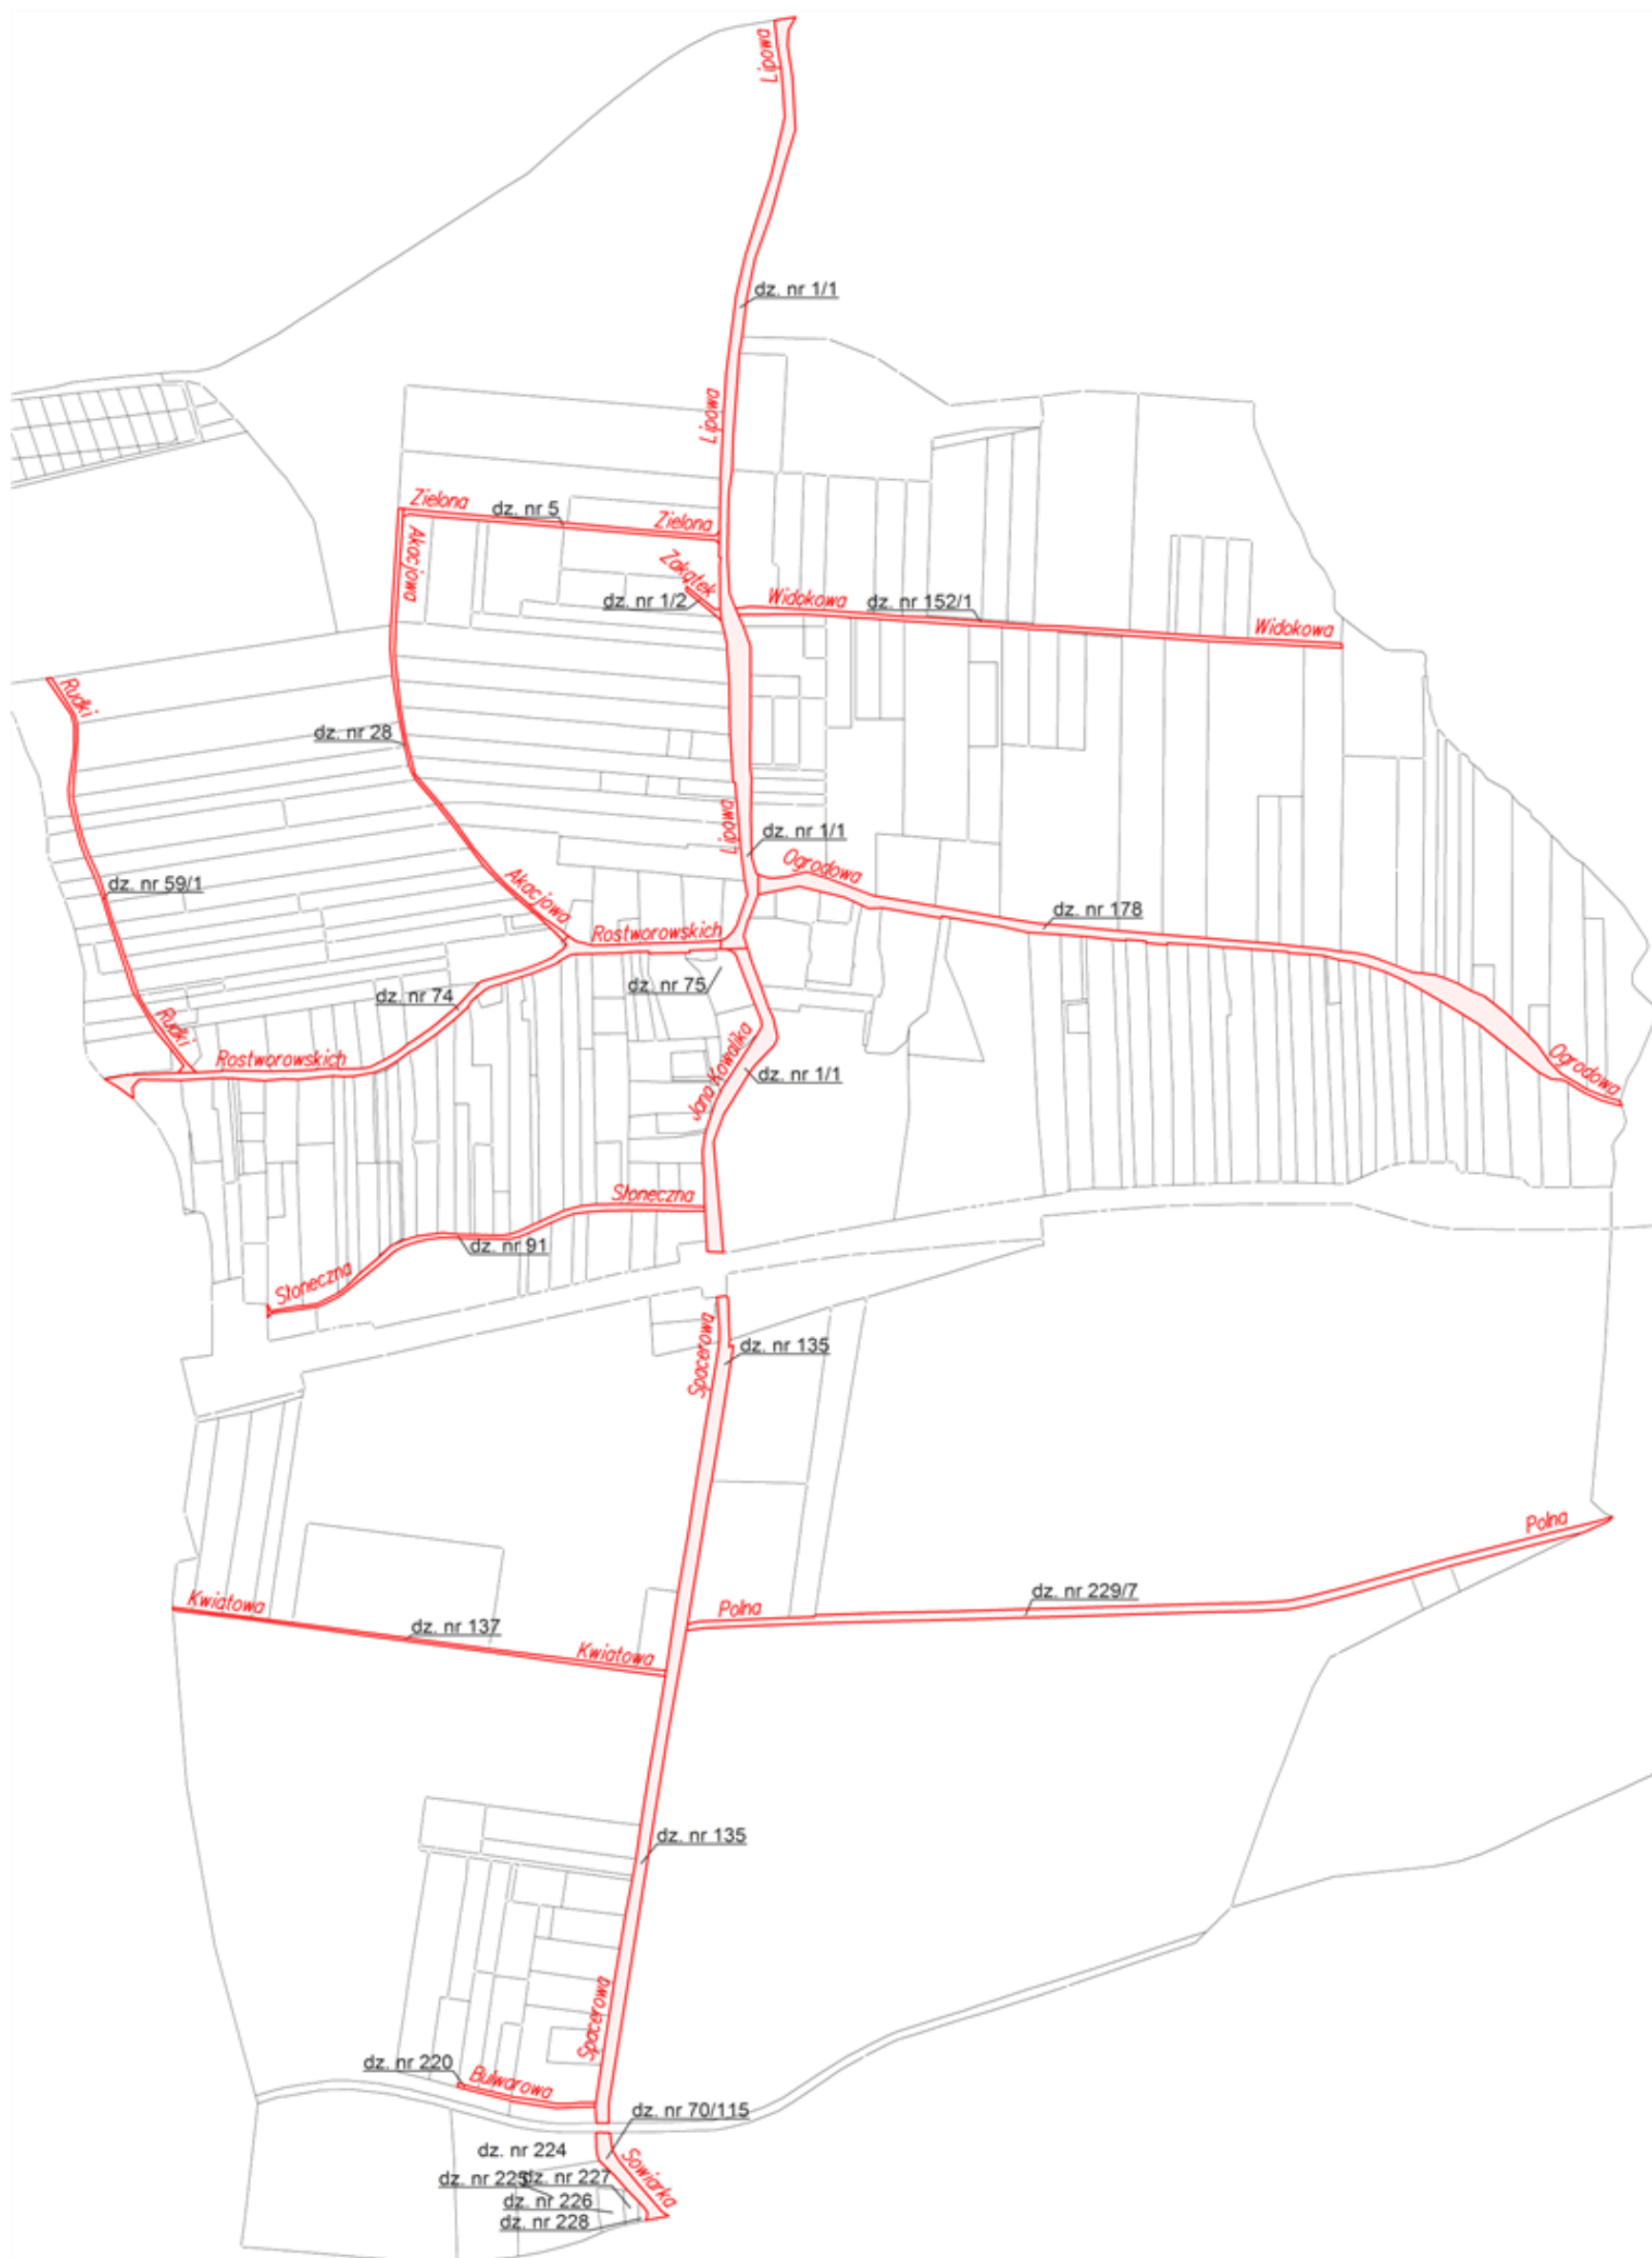 Lipowa
dz. nr 1/1
Lipowa
Zielona
dz. nr 5
Zielona
Akacjowa
Zakątek
dz. nr 1/2
Widokowa
dz. nr 152/1
Widokowa
Rudki
dz. nr 28
Lipowa
dz. nr 1/1
Ogrodowa
dz. nr 59/1
Akacjowa
dz. nr 178
Rostworowskich
dz. nr 75
dz. nr 74
Rudki
Rostworowskich
Jana Kowalika
dz. nr 1/1
Ogrodowa
Słoneczna
dz. nr 91
Słoneczna
Spacerowa
dz. nr 135
Polna
Kwiatowa
dz. nr 137
Kwiatowa
Polna
dz. nr 229/7
dz. nr 135
Spacerowa
dz. nr 220
Bulwarowa
dz. nr 70/115
dz. nr 224
Sowiarka
dz. nr 225
dz. nr 227
dz. nr 226
dz. nr 228